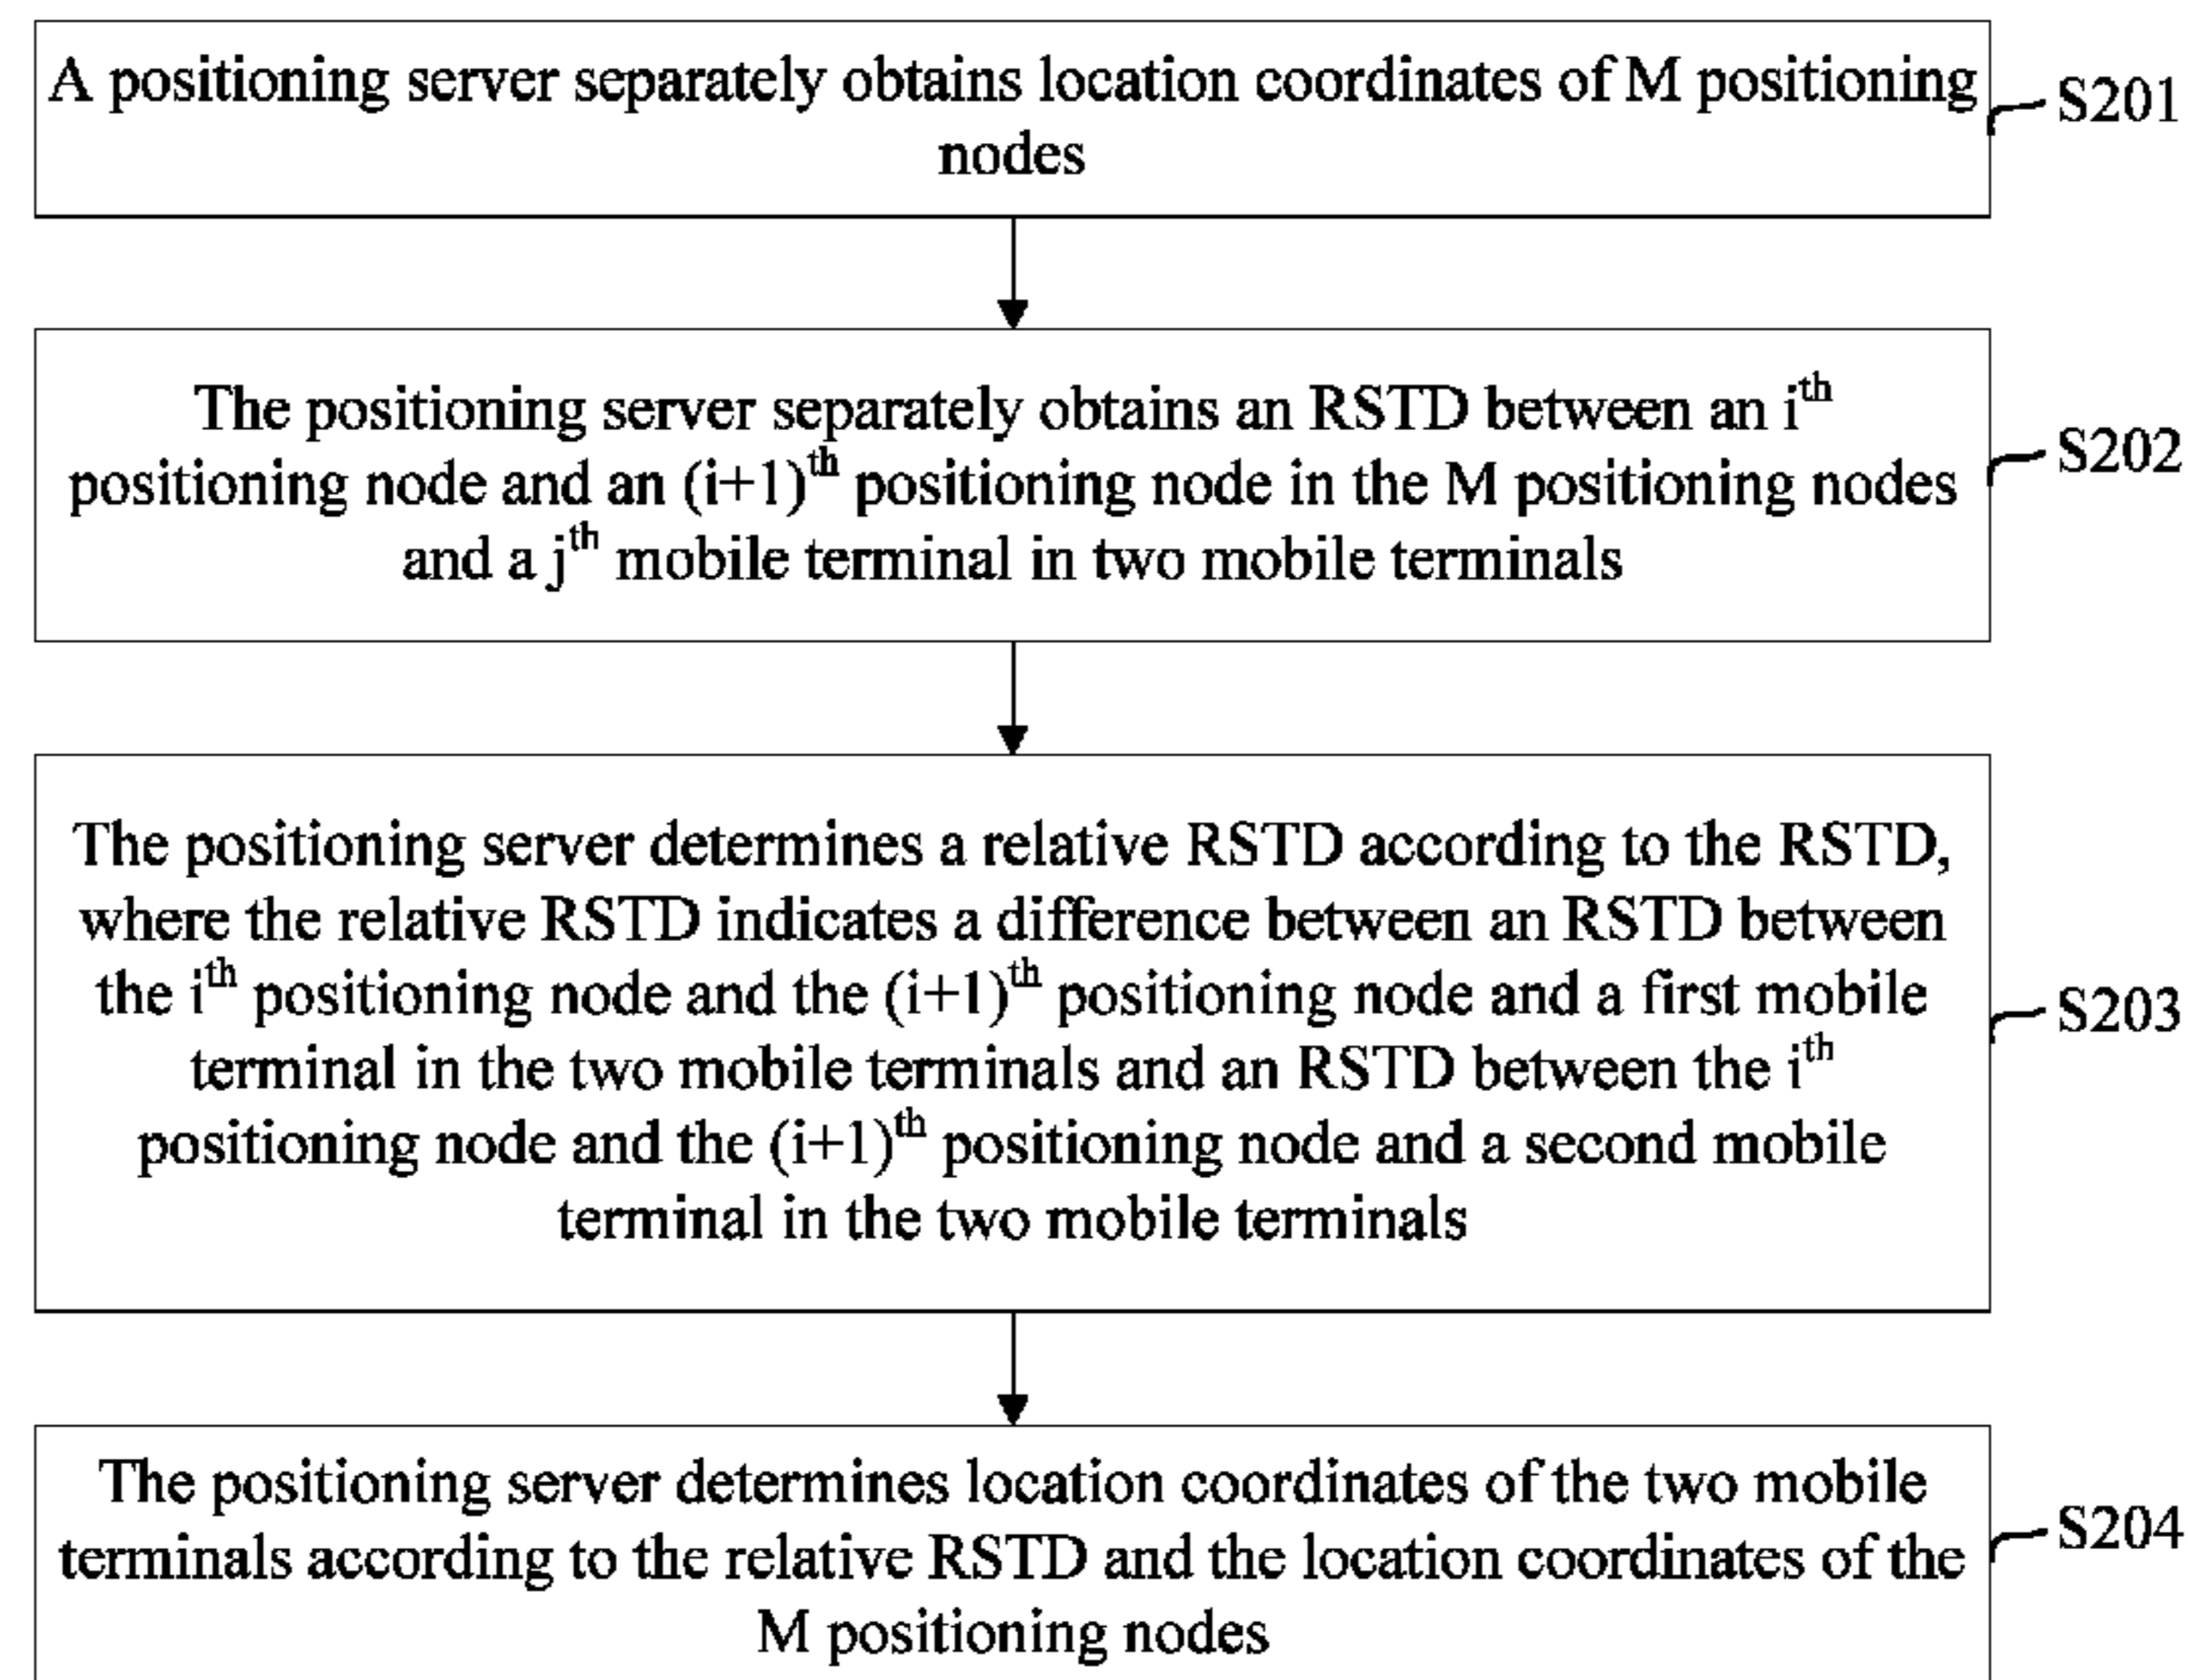 A positioning server separately obtains location coordinates of M positioning
nodes
S201
The positioning server separately obtains an RSTD between an i^th
positioning node and an (i+1)^th positioning node in the M positioning nodes
and a j^th mobile terminal in two mobile terminals
S202
The positioning server determines a relative RSTD according to the RSTD,
where the relative RSTD indicates a difference between an RSTD between
the i^th positioning node and the (i+1)^th positioning node and a first mobile
terminal in the two mobile terminals and an RSTD between the i^th
positioning node and the (i+1)^th positioning node and a second mobile
terminal in the two mobile terminals
S203
The positioning server determines location coordinates of the two mobile
terminals according to the relative RSTD and the location coordinates of the
M positioning nodes
S204